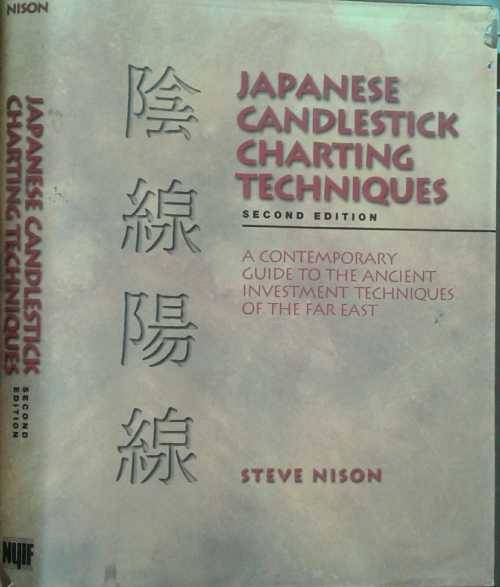 NISON
JAPANESE CANDLESTICK
CHARTING TECHNIQUES
SECOND
EDITION
NYIF
陰
線
陽
線
JAPANESE
CANDLESTICK
CHARTING
TECHNIQUES
SECOND EDITION
A CONTEMPORARY
GUIDE TO THE ANCIENT
INVESTMENT TECHNIQUES
OF THE FAR EAST
STEVE NISON